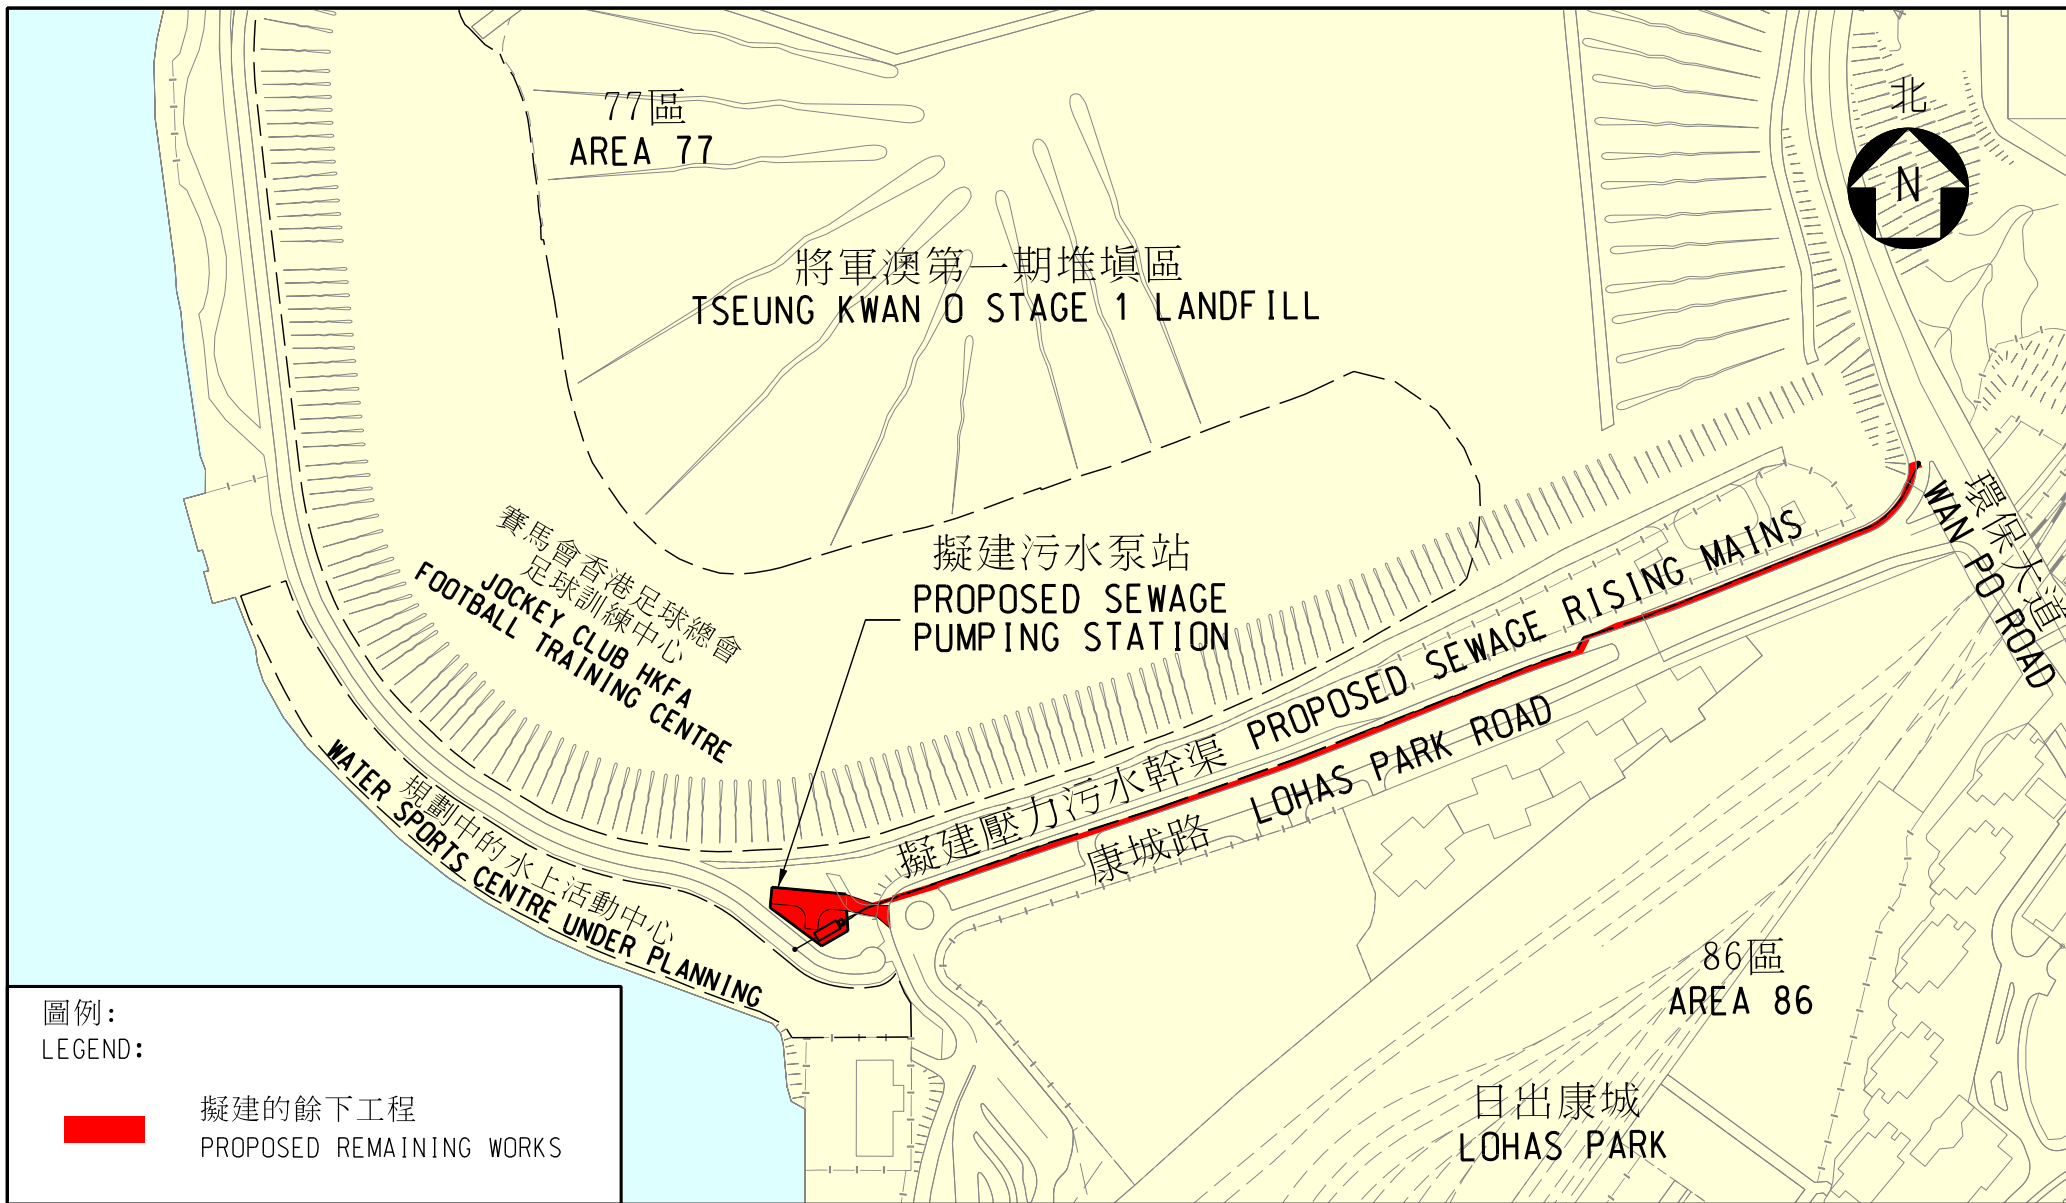 77區
AREA 77
北
N
將軍澳第一期堆塡區
TSEUNG KWAN O STAGE 1 LANDFILL
賽馬會香港足球總會
足球訓練中心
JOCKEY CLUB HKFA
FOOTBALL TRAINING CENTRE
擬建污水泵站
PROPOSED SEWAGE
PUMPING STATION
環保大道
WAN PO ROAD
擬建壓力污水幹渠 PROPOSED SEWAGE RISING MAINS
康城路 LOHAS PARK ROAD
規劃中的水上活動中心
WATER SPORTS CENTRE UNDER PLANNING
86區
AREA 86
日出康城
LOHAS PARK
圖例:
LEGEND:
擬建的餘下工程
PROPOSED REMAINING WORKS